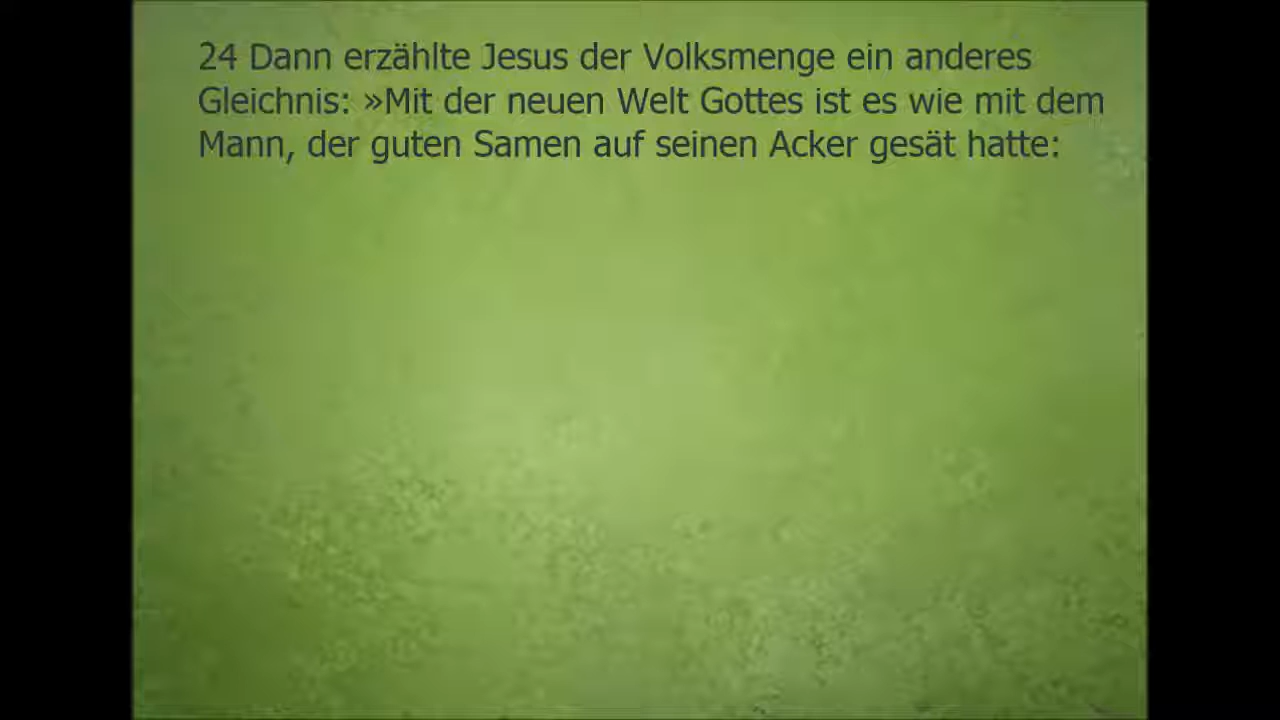 24 Dann erzählte Jesus der Volksmenge ein anderes
Gleichnis: »Mit der neuen Welt Gottes ist es wie mit dem
Mann, der guten Samen auf seinen Acker gesät hatte: